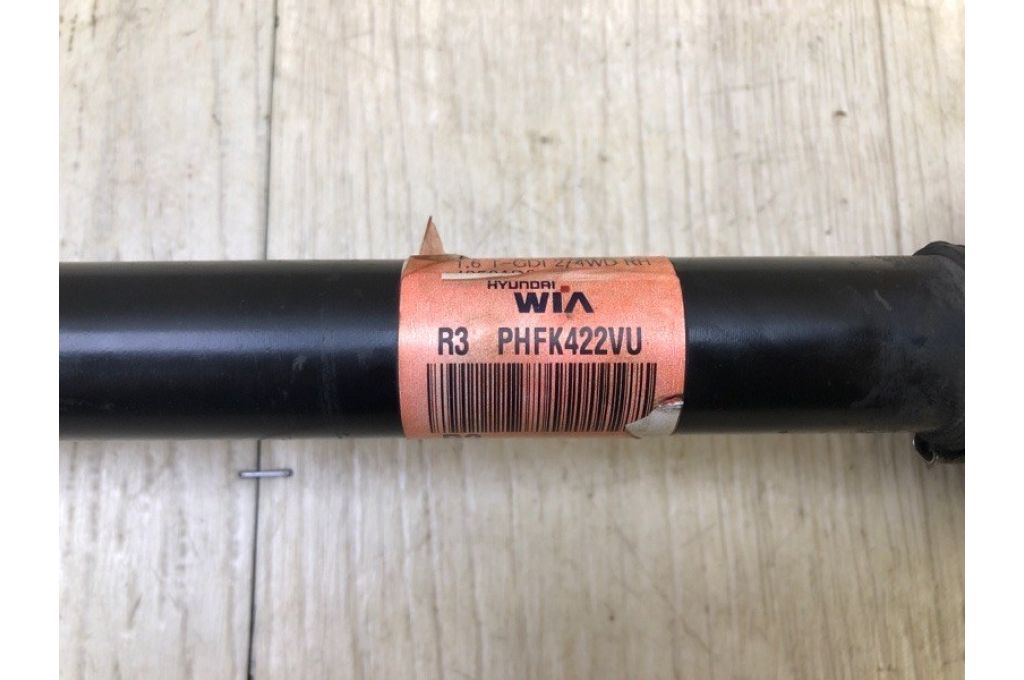 1.6 T-GDI 2/4WD RH
HYUNDAI
WIA
R3 PHFK422VU